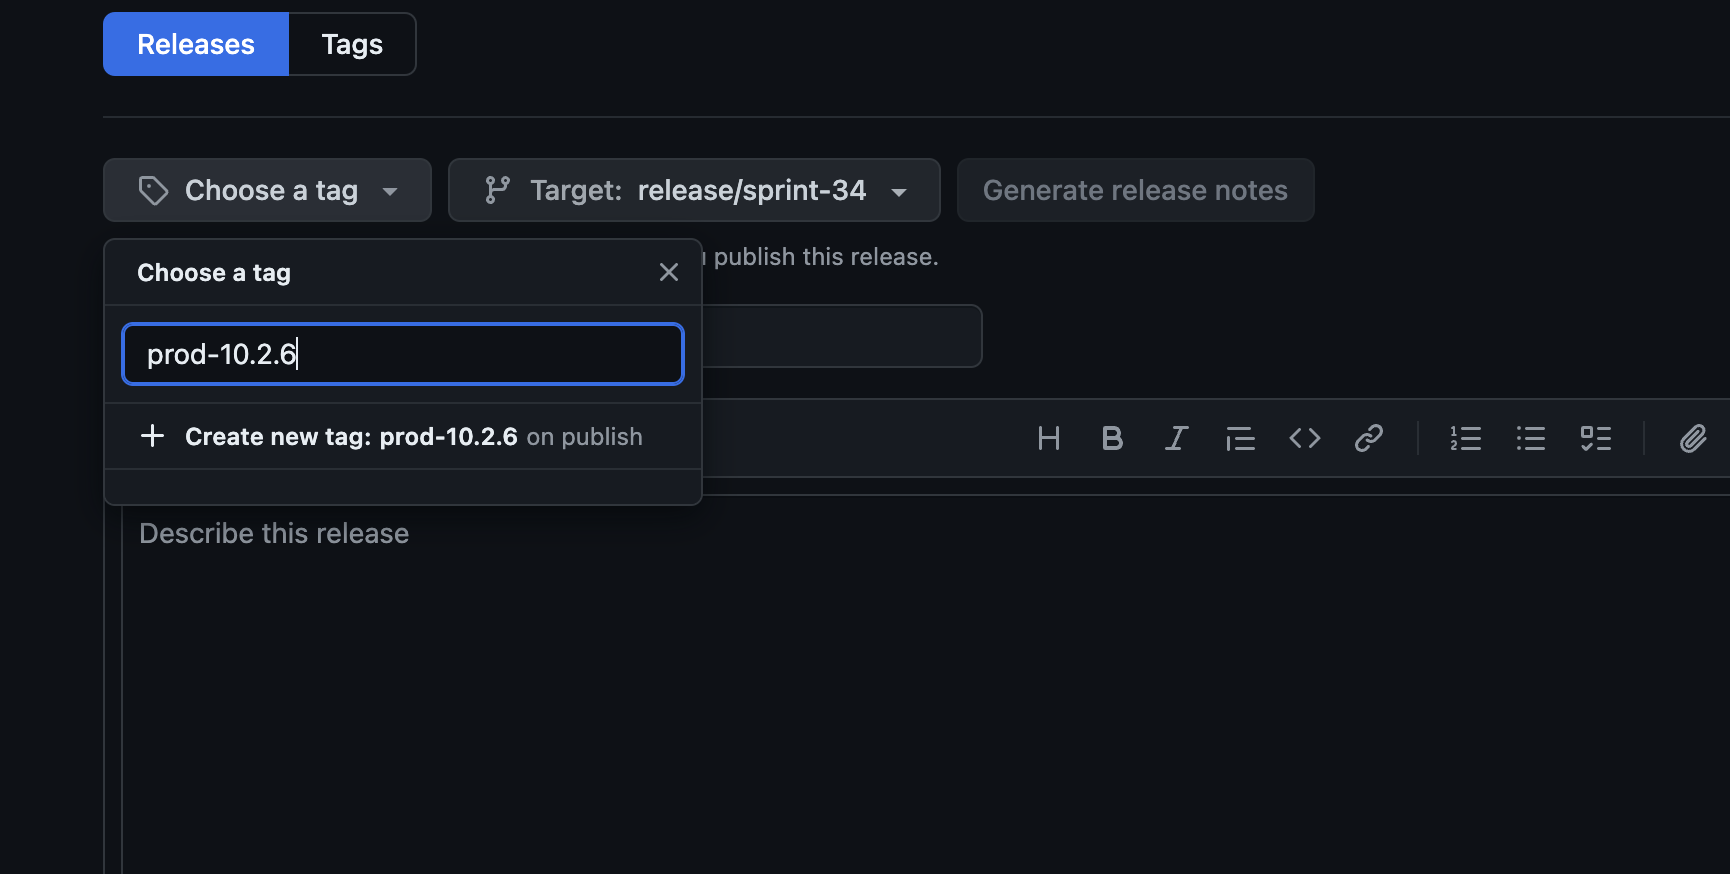 Releases Tags
Choose a tag Target: release/sprint-34 Generate release notes
publish this release.
Choose a tag
prod-10.2.6
Create new tag: prod-10.2.6 on publish
Describe this release